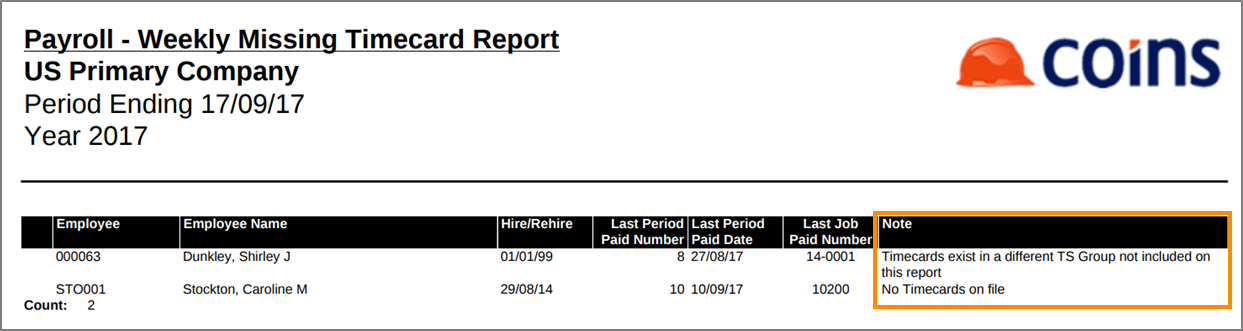 Payroll - Weekly Missing Timecard Report
US Primary Company
Period Ending 17/09/17
Year 2017
coins
Employee Employee Name Hire/Rehire Last Period Last Period Last Job Note
Paid Number Paid Date Paid Number
000063 Dunkley, Shirley J 01/01/99 8 27/08/17 14-0001 Timecards exist in a different TS Group not included on
this report
STO001 Stockton, Caroline M 29/08/14 10 10/09/17 10200 No Timecards on file
Count: 2